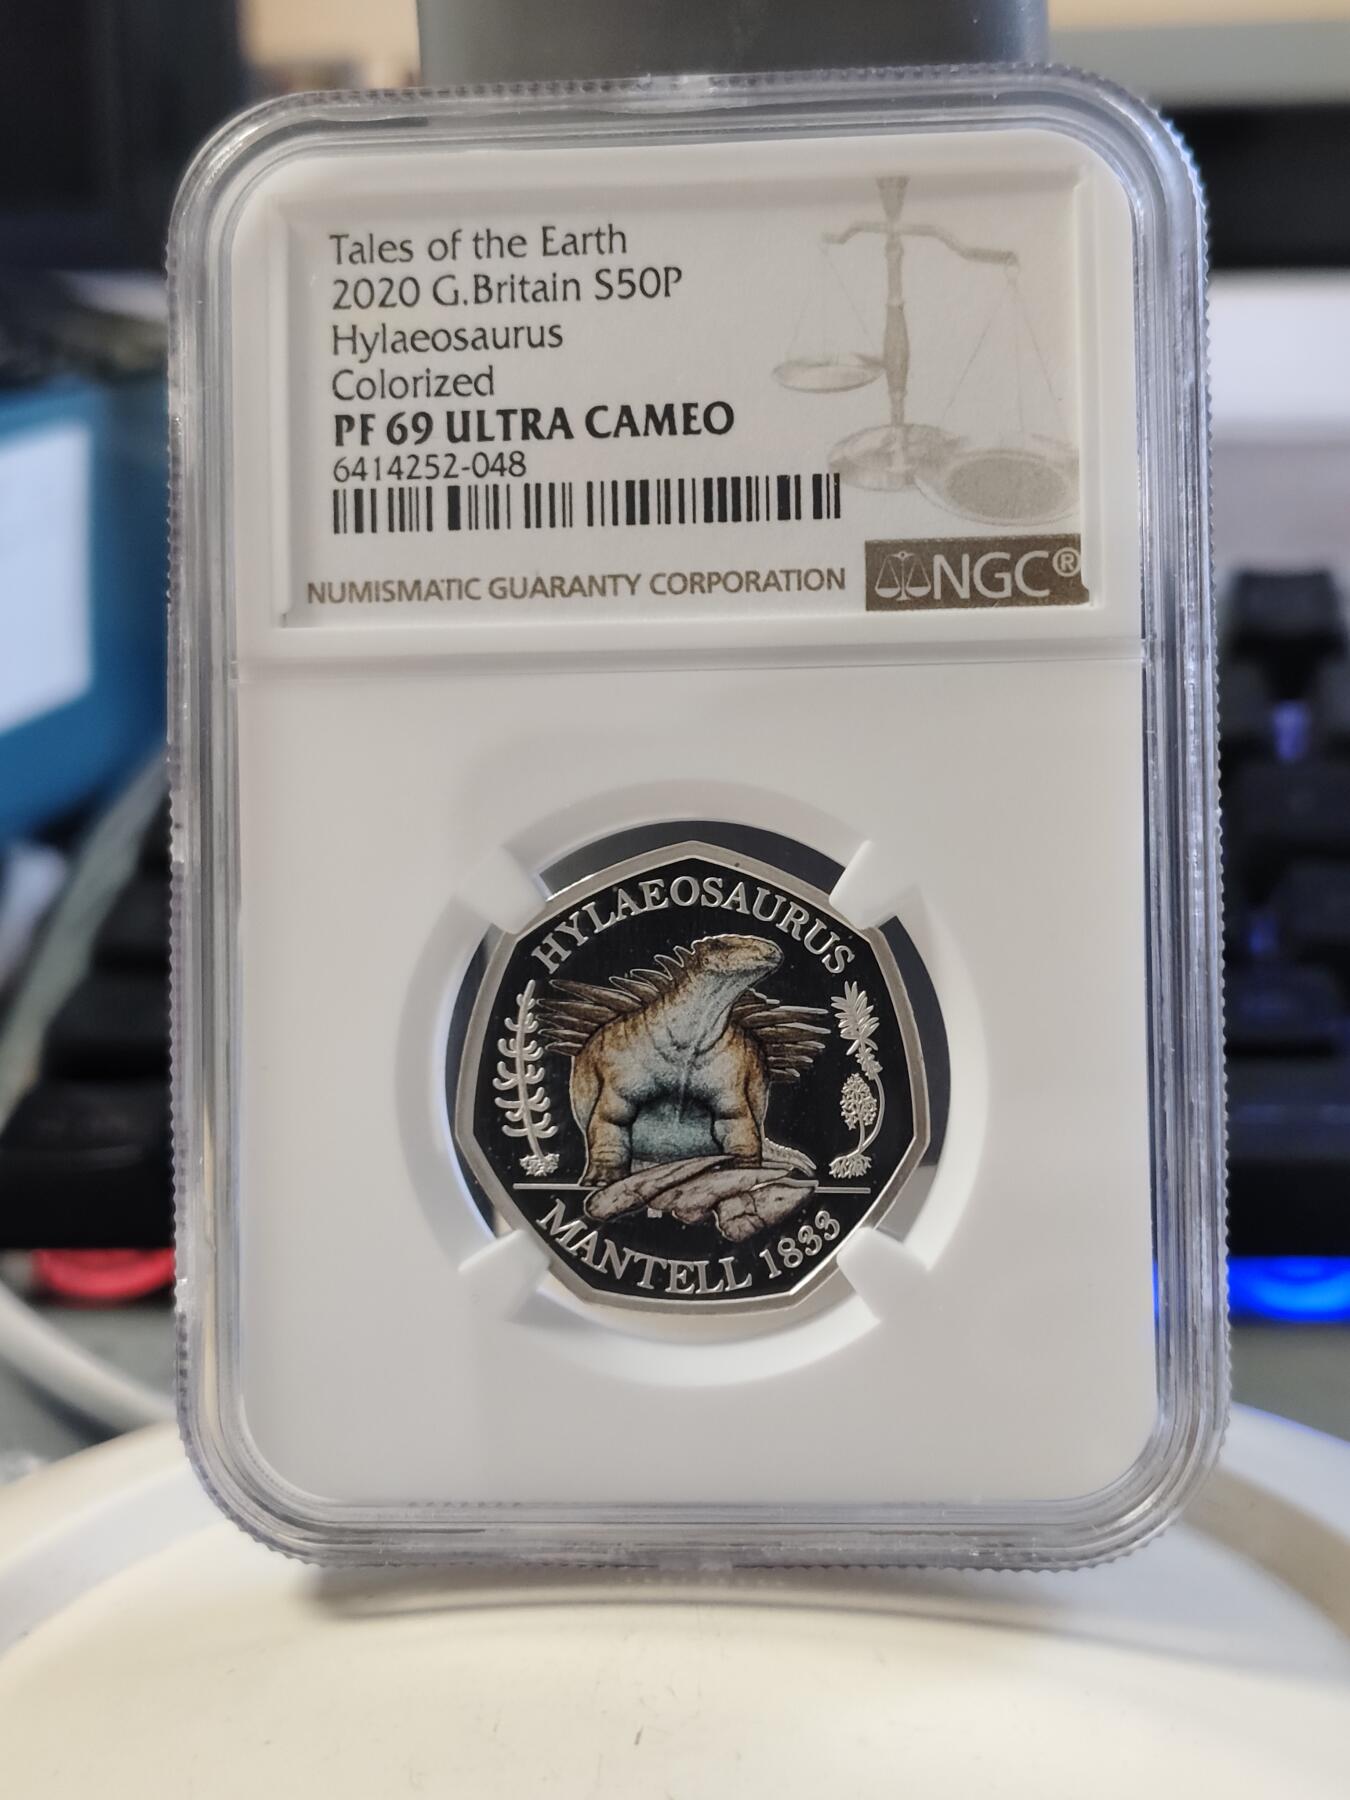 Tales of the Earth
2020 G.Britain S50P
Hylaeosaurus
Colorized
PF 69 ULTRA CAMEO
6414252-048
NUMISMATIC GUARANTY CORPORATION
NGC®
HYLAEOSAURUS
MANTELL 1833